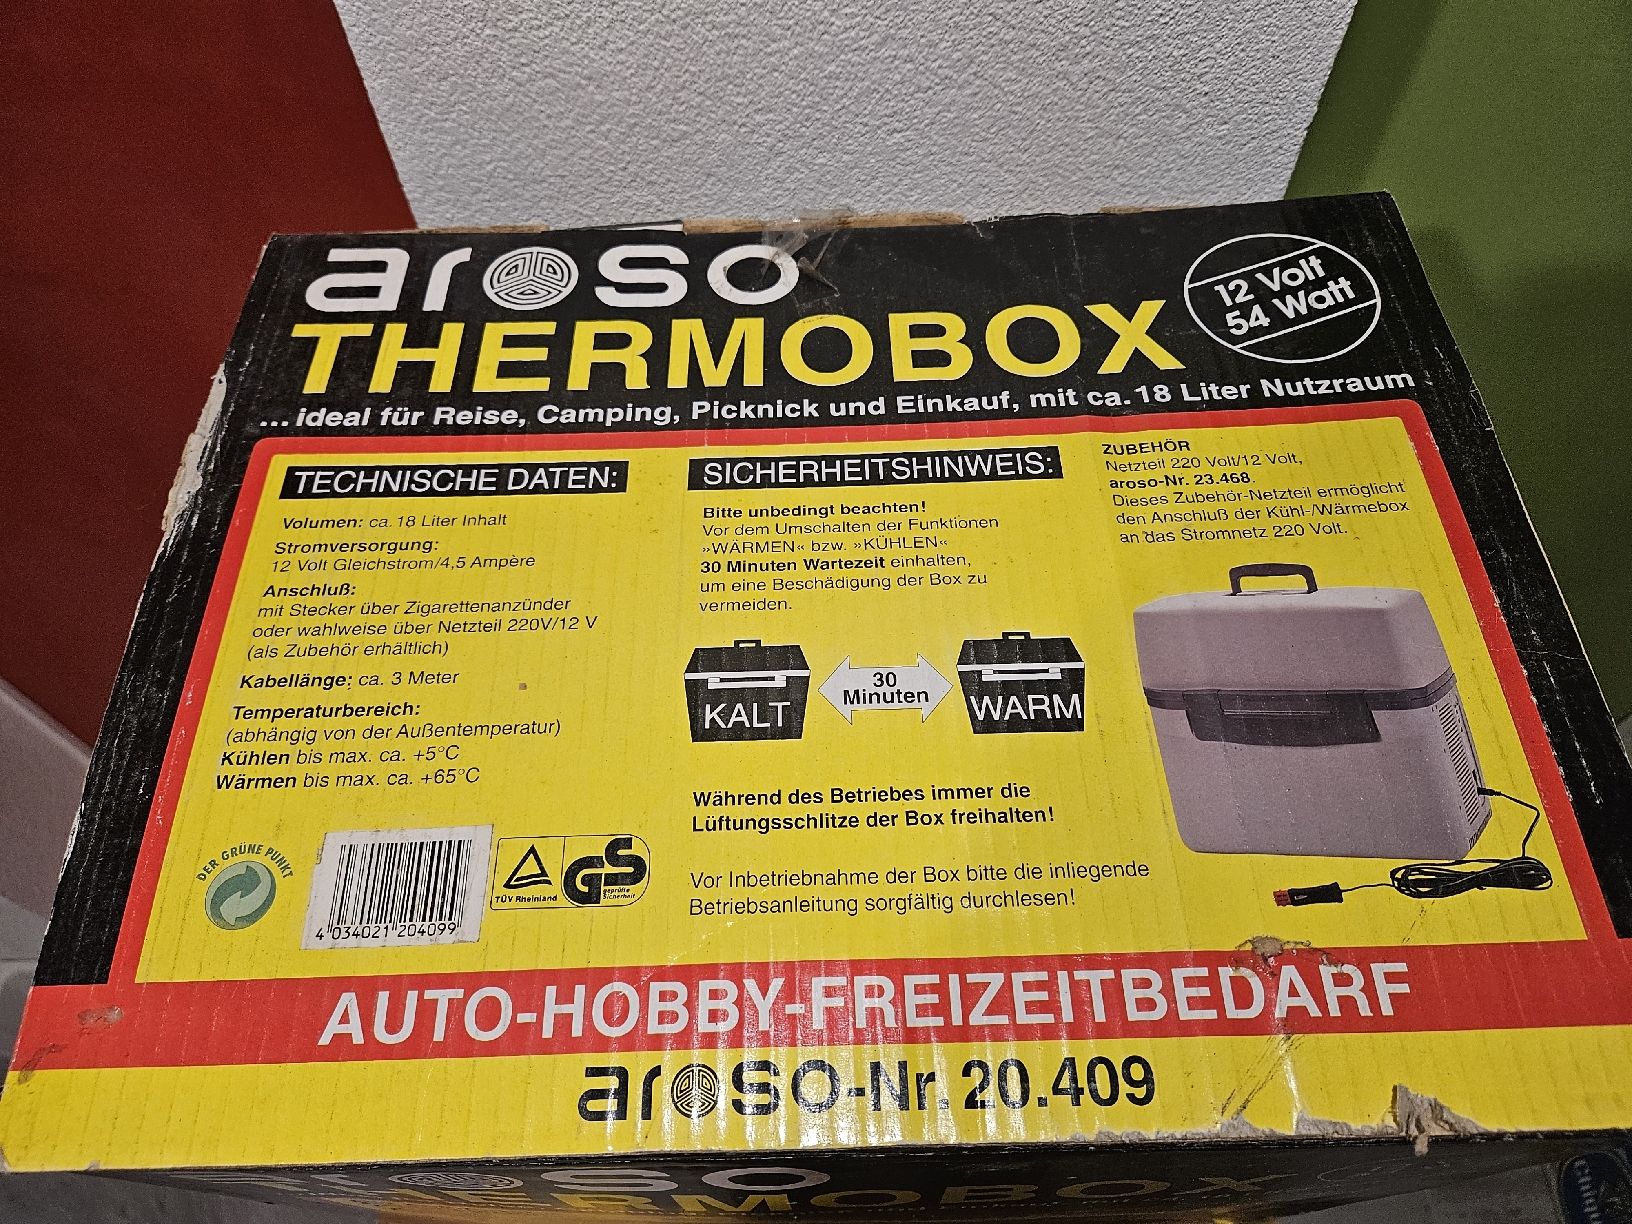 aroso
THERMOBOX
12 Volt
54 Watt
...ideal für Reise, Camping, Picknick und Einkauf, mit ca. 18 Liter Nutzraum
TECHNISCHE DATEN:
Volumen: ca. 18 Liter Inhalt
Stromversorgung:
12 Volt Gleichstrom/4,5 Ampère
Anschluß:
mit Stecker über Zigarettenanzünder
oder wahlweise über Netzteil 220V/12 V
(als Zubehör erhältlich)
Kabellänge: ca. 3 Meter
Temperaturbereich:
(abhängig von der Außentemperatur)
Kühlen bis max. ca. +5°C
Wärmen bis max. ca. +65°C
DER GRÜNE PUNKT
4 034021 204099
TÜV Rheinland
GS
geprüfte
Sicherheit
SICHERHEITSHINWEIS:
Bitte unbedingt beachten!
Vor dem Umschalten der Funktionen
»WÄRMEN« bzw. »KÜHLEN«
30 Minuten Wartezeit einhalten,
um eine Beschädigung der Box zu
vermeiden.
KALT
30
Minuten
WARM
Während des Betriebes immer die
Lüftungsschlitze der Box freihalten!
Vor Inbetriebnahme der Box bitte die inliegende
Betriebsanleitung sorgfältig durchlesen!
ZUBEHÖR
Netzteil 220 Volt/12 Volt,
aroso-Nr. 23.468.
Dieses Zubehör-Netzteil ermöglicht
den Anschluß der Kühl-/Wärmebox
an das Stromnetz 220 Volt.
AUTO-HOBBY-FREIZEITBEDARF
aroso-Nr. 20.409
aroso
THERMOBOX